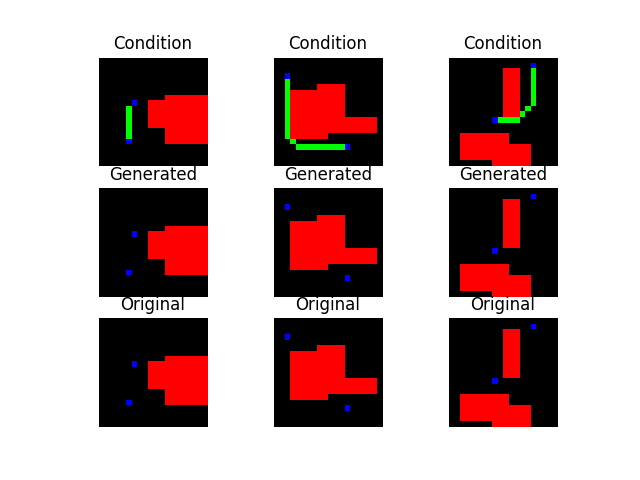 Condition Condition Condition
Generated Generated Generated
Original Original Original